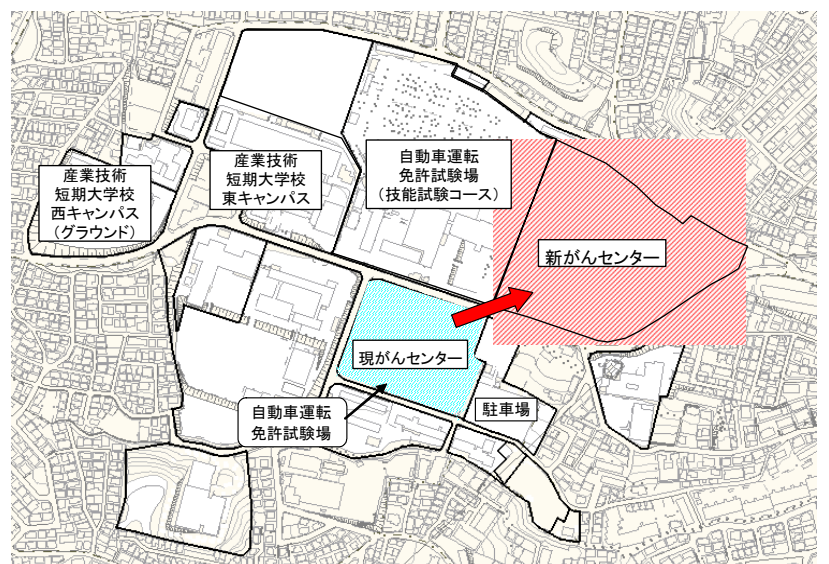 産業技術
短期大学校
西キャンパス
(グラウンド)
産業技術
短期大学校
東キャンパス
自動車運転
免許試験場
(技能試験コース)
新がんセンター
現がんセンター
自動車運転
免許試験場
駐車場